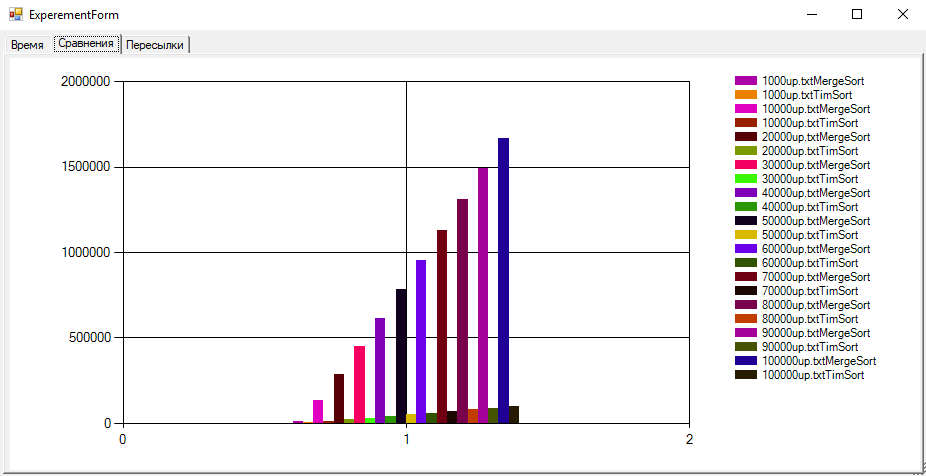 ExperementForm
Время Сравнения Пересылки
2000000
1500000
1000000
500000
0
0 1 2
1000up.txtMergeSort
1000up.txtTimSort
10000up.txtMergeSort
10000up.txtTimSort
20000up.txtMergeSort
20000up.txtTimSort
30000up.txtMergeSort
30000up.txtTimSort
40000up.txtMergeSort
40000up.txtTimSort
50000up.txtMergeSort
50000up.txtTimSort
60000up.txtMergeSort
60000up.txtTimSort
70000up.txtMergeSort
70000up.txtTimSort
80000up.txtMergeSort
80000up.txtTimSort
90000up.txtMergeSort
90000up.txtTimSort
100000up.txtMergeSort
100000up.txtTimSort